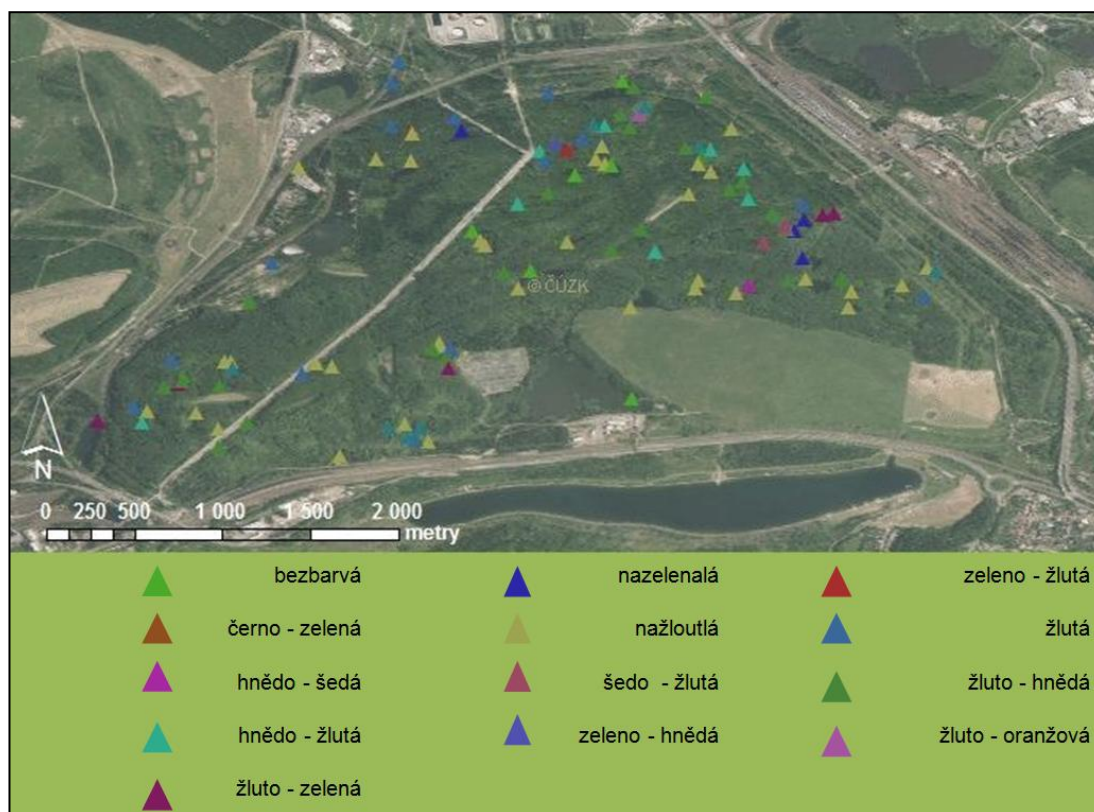 © ČÚZK
N
0 250 500 1 000 1 500 2 000
metry
bezbarvá nazelenalá zeleno - žlutá
černo - zelená nažloutlá žlutá
hnědo - šedá šedo - žlutá žluto - hnědá
hnědo - žlutá zeleno - hnědá žluto - oranžová
žluto - zelená